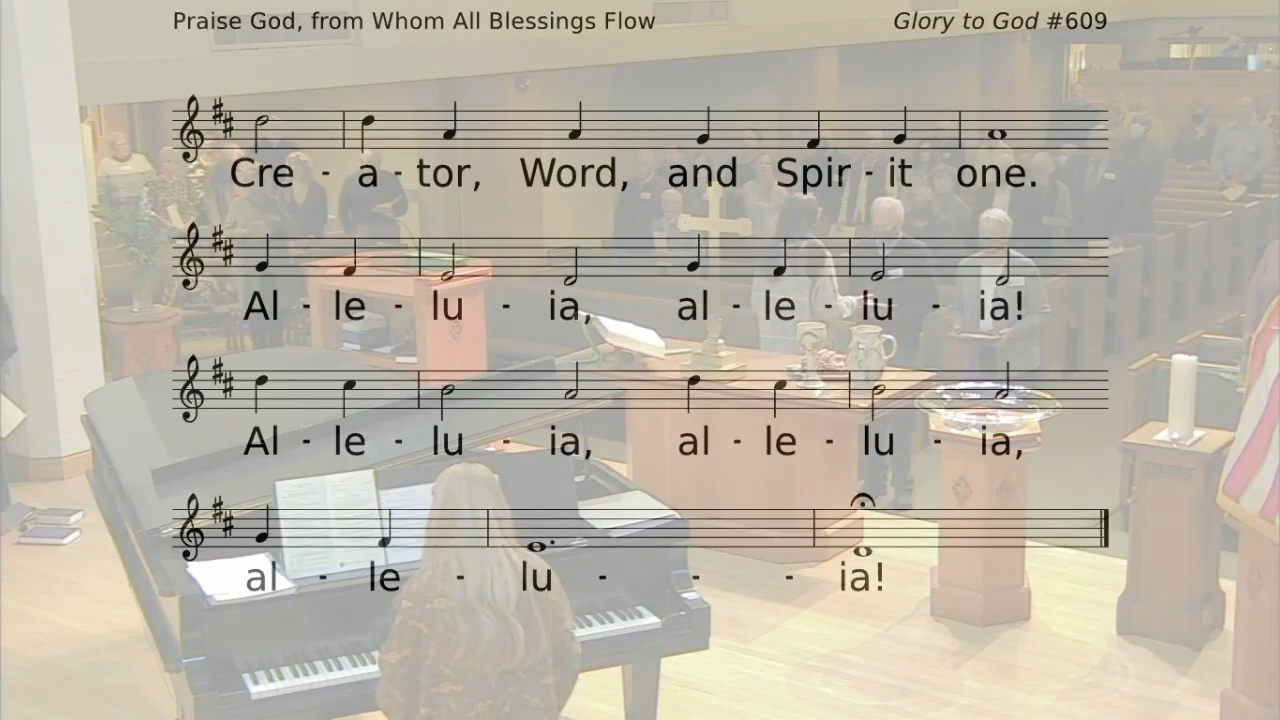 Praise God, from Whom All Blessings Flow
Glory to God #609
Cre - a - tor, Word, and Spir - it one.
Al - le - lu - ia, al - le - lu - ia!
Al - le - lu - ia, al - le - lu - ia,
al - le - lu - - - ia!